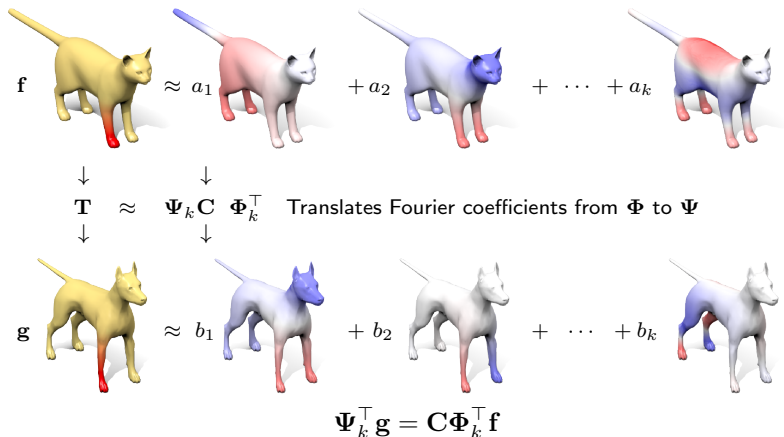 f ≈ a₁ + a₂ + ⋯ + aₖ
↓ ↓
T ≈ ΨₖC Φₖ⊤ Translates Fourier coefficients from Φ to Ψ
↓ ↓
g ≈ b₁ + b₂ + ⋯ + bₖ
Ψₖ⊤g = CΦₖ⊤f